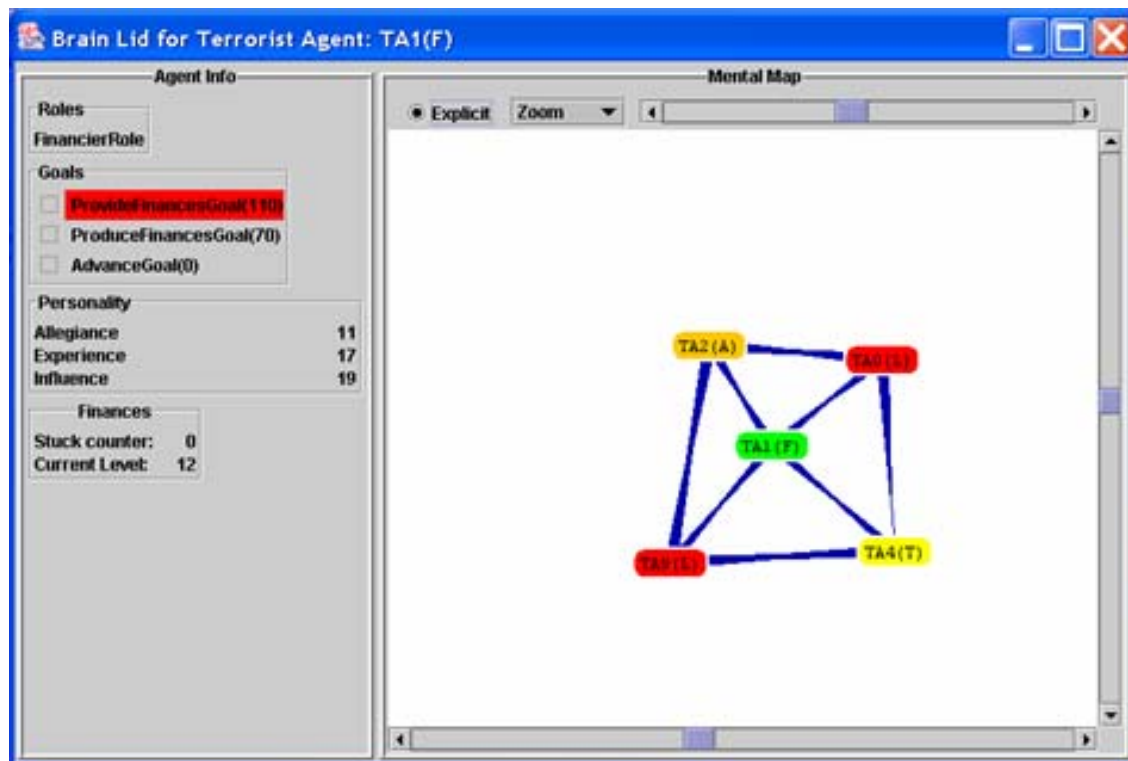 Brain Lid for Terrorist Agent: TA1(F)
Agent Info
Roles
FinancierRole
Goals
ProvideFinancesGoal(110)
ProduceFinancesGoal(70)
AdvanceGoal(0)
Personality
Allegiance 11
Experience 17
Influence 19
Finances
Stuck counter: 0
Current Level: 12
Mental Map
Explicit Zoom
TA2(A)
TA1(F)
TA4(T)